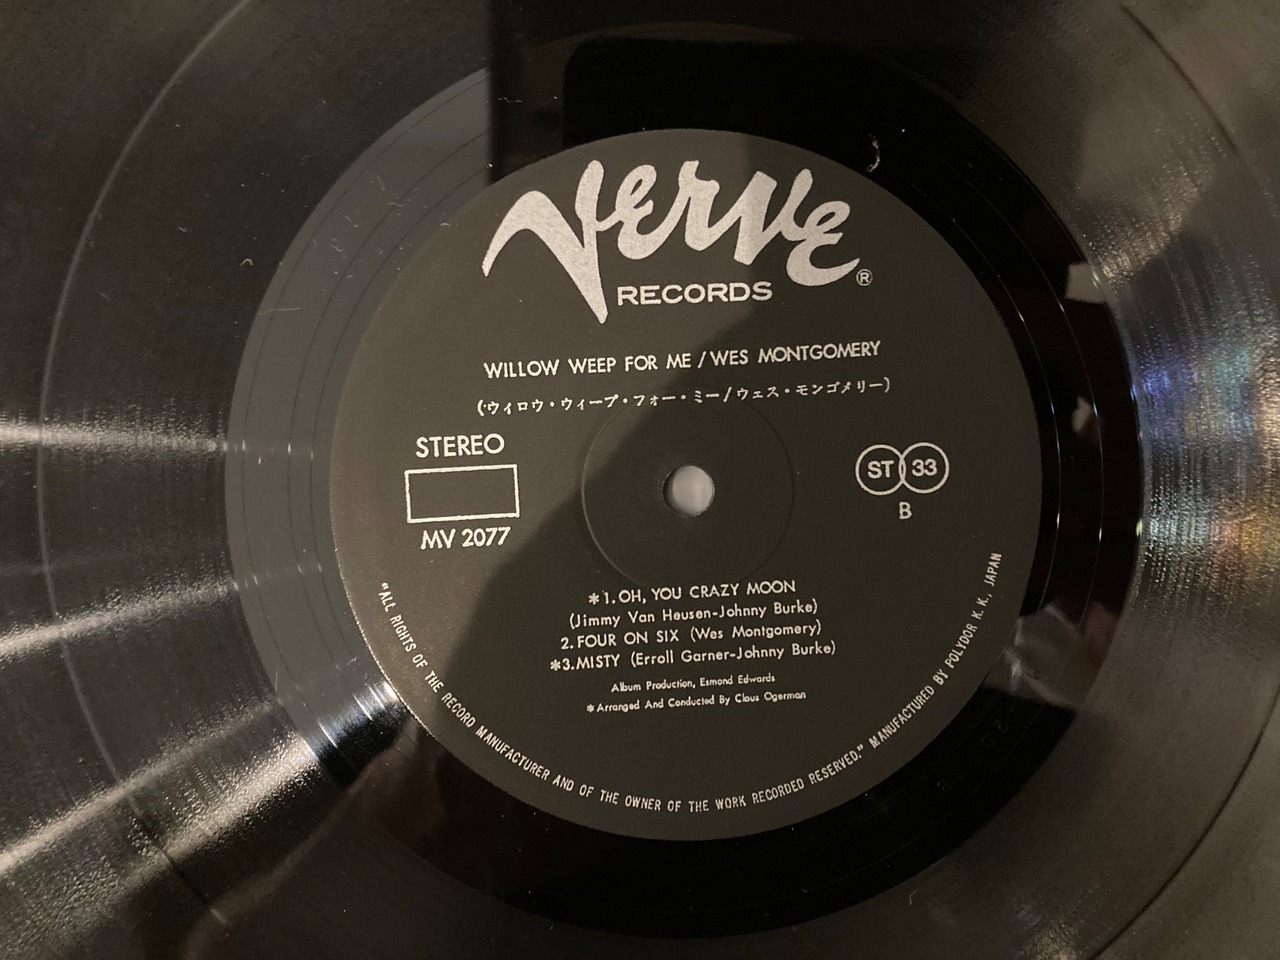 Verve
RECORDS ®
WILLOW WEEP FOR ME / WES MONTGOMERY
(ウィロウ・ウィープ・フォー・ミー/ウェス・モンゴメリー)
STEREO
MV 2077
ST 33
B
*1. OH, YOU CRAZY MOON
(Jimmy Van Heusen-Johnny Burke)
2. FOUR ON SIX (Wes Montgomery)
*3. MISTY (Erroll Garner-Johnny Burke)
Album Production, Esmond Edwards
*Arranged And Conducted By Claus Ogerman
"ALL RIGHTS OF THE RECORD MANUFACTURER AND OF THE OWNER OF THE WORK RECORDED RESERVED." MANUFACTURED BY POLYDOR K. K., JAPAN